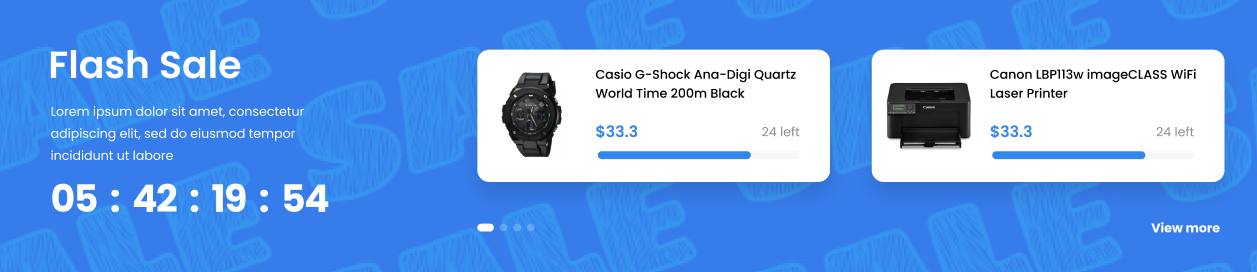 Flash Sale
Lorem ipsum dolor sit amet, consectetur
adipiscing elit, sed do eiusmod tempor
incididunt ut labore
05 : 42 : 19 : 54
Casio G-Shock Ana-Digi Quartz
World Time 200m Black
$33.3
24 left
Canon LBP113w imageCLASS WiFi
Laser Printer
Canon
$33.3
24 left
View more
SALE